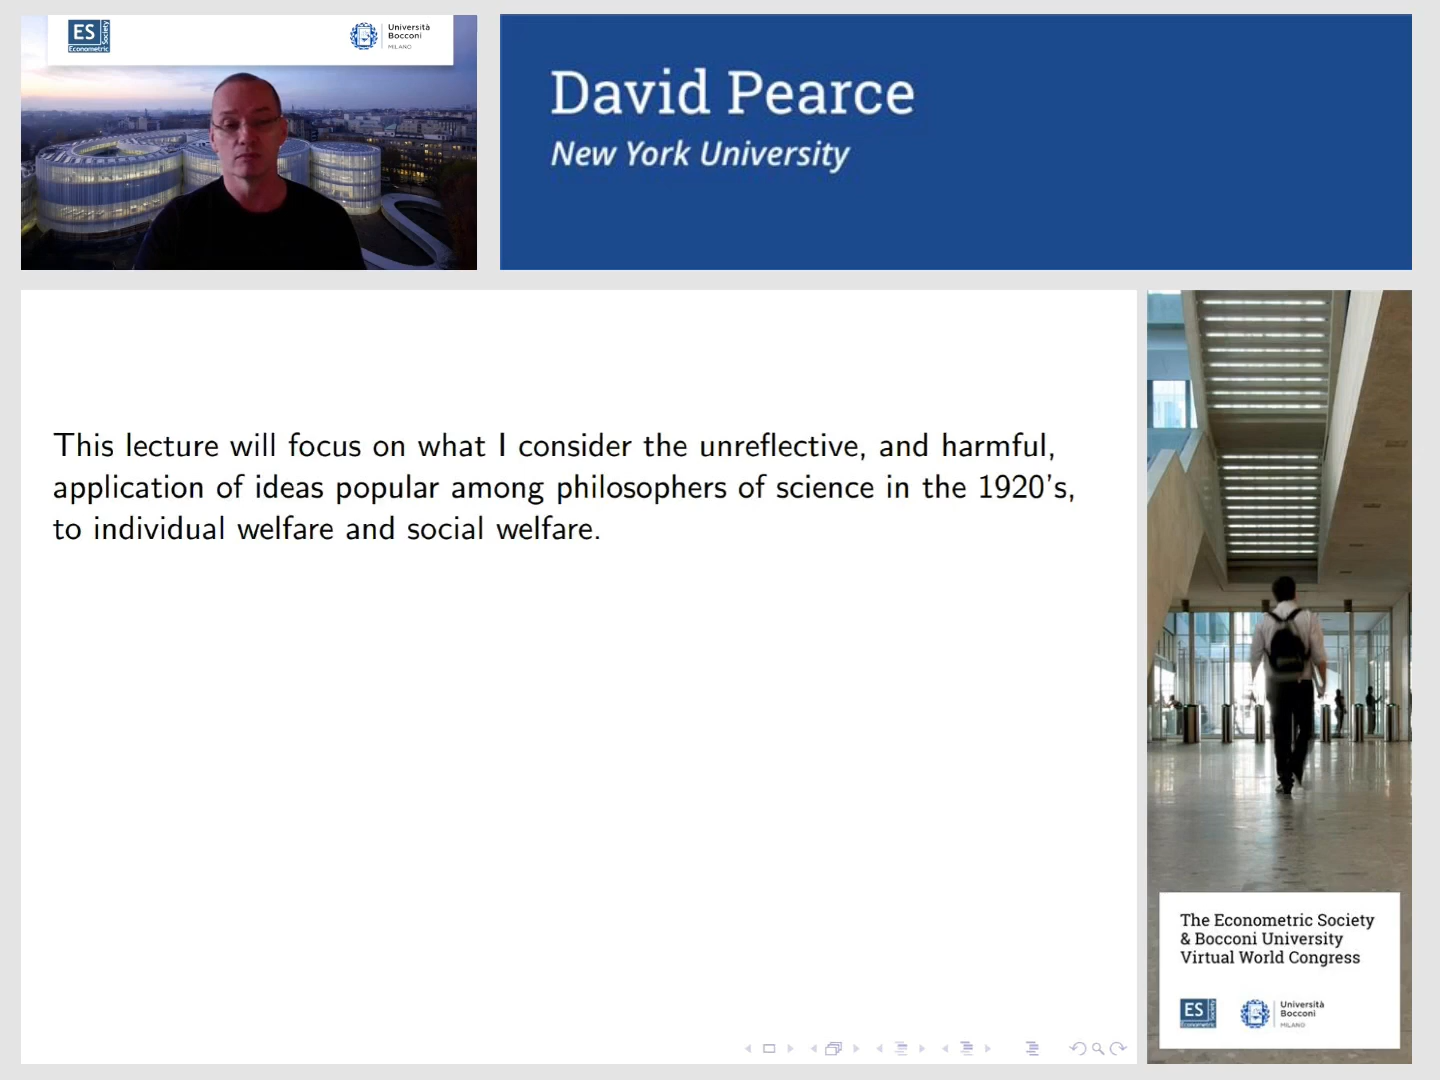 ES
Econometric
Society
Università
Bocconi
MILANO
David Pearce
New York University
This lecture will focus on what I consider the unreflective, and harmful,
application of ideas popular among philosophers of science in the 1920's,
to individual welfare and social welfare.
The Econometric Society
& Bocconi University
Virtual World Congress
ES
Econometric
Society
Università
Bocconi
MILANO